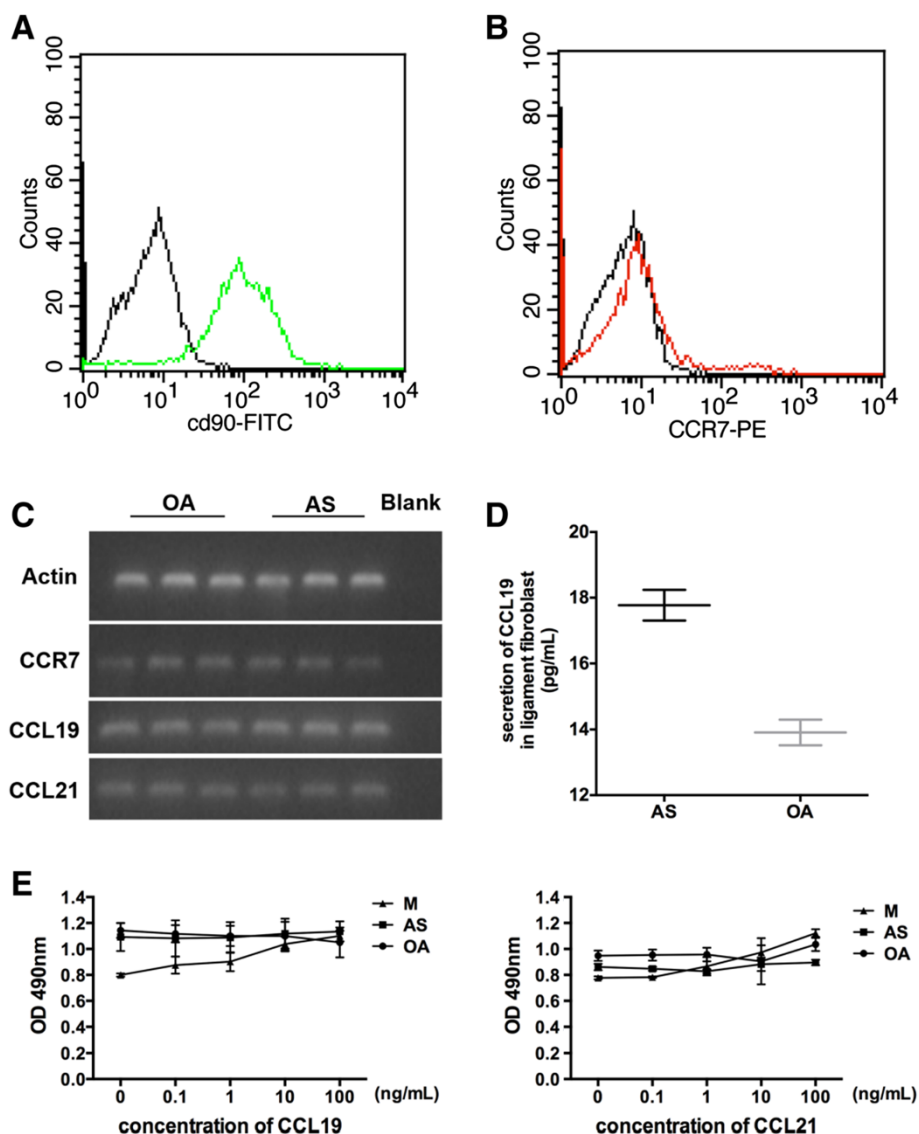 A
100
80
60
40
20
0
Counts
10^0 10^1 10^2 10^3 10^4
cd90-FITC
B
100
80
60
40
20
0
Counts
10^0 10^1 10^2 10^3 10^4
CCR7-PE
C
OA AS Blank
Actin
CCR7
CCL19
CCL21
D
secretion of CCL19
in ligament fibroblast
(pg/mL)
20
18
16
14
12
AS OA
E
OD 490nm
1.4
1.2
1.0
0.8
0.6
0.4
0.2
0.0
M
AS
OA
0 0.1 1 10 100 (ng/mL)
concentration of CCL19
OD 490nm
1.4
1.2
1.0
0.8
0.6
0.4
0.2
0.0
M
AS
OA
0 0.1 1 10 100 (ng/mL)
concentration of CCL21